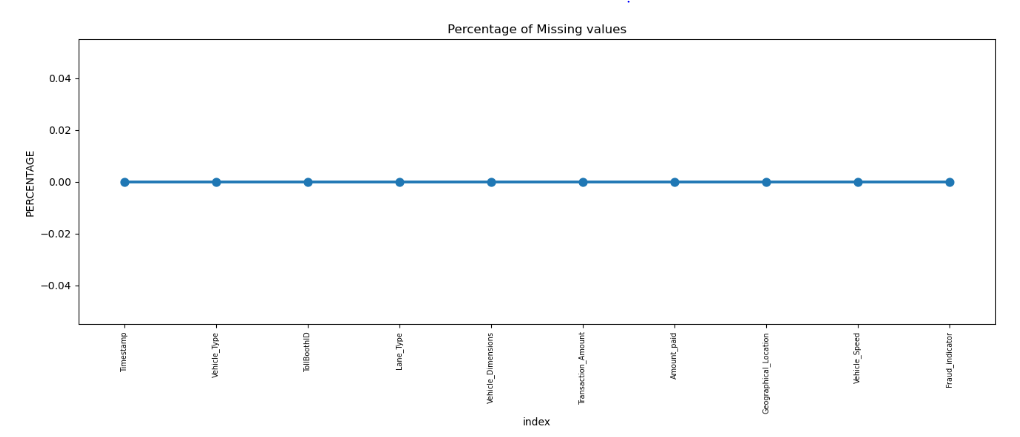 Percentage of Missing values
PERCENTAGE
0.04
0.02
0.00
−0.02
−0.04
Timestamp
Vehicle_Type
TollBoothID
Lane_Type
Vehicle_Dimensions
Transaction_Amount
Amount_paid
Geographical_Location
Vehicle_Speed
Fraud_indicator
index